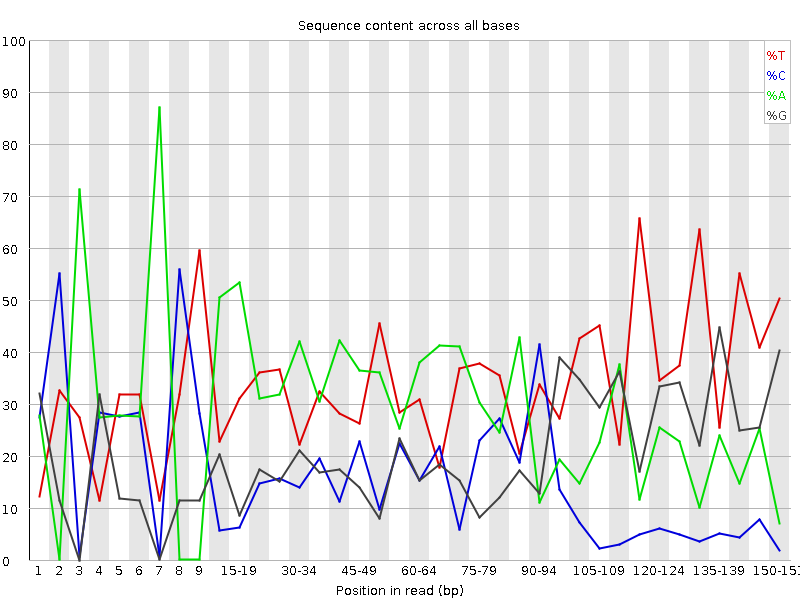 Sequence content across all bases
100
90
80
70
60
50
40
30
20
10
0
%T
%C
%A
%G
1 2 3 4 5 6 7 8 9 15-19 30-34 45-49 60-64 75-79 90-94 105-109 120-124 135-139 150-151
Position in read (bp)